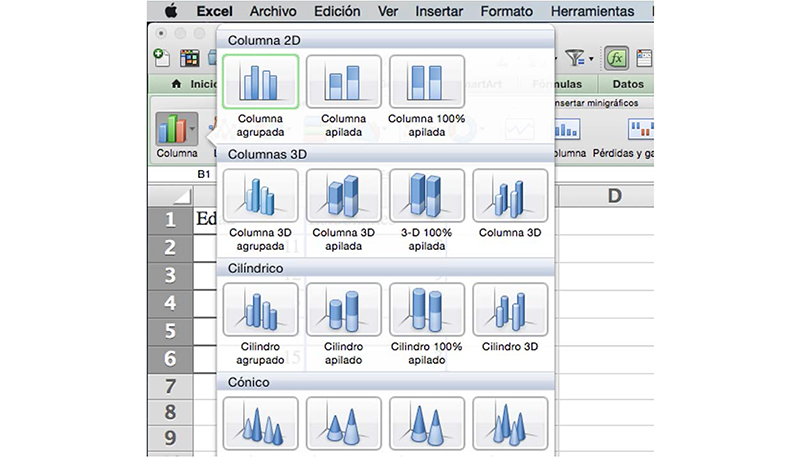 Excel Archivo Edición Ver Insertar Formato Herramientas
Columna 2D
Inicio
SmartArt Fórmulas Datos
Insertar minigráficos
Columna
agrupada
Columna
apilada
Columna 100%
apilada
Columna
Columna
Pérdidas y ga
Columnas 3D
B1
D
Columna 3D
agrupada
Columna 3D
apilada
3-D 100%
apilada
Columna 3D
1
Ed
2
11
3
4
5
6
15
7
8
9
Cilíndrico
Cilindro
agrupado
Cilindro
apilado
Cilindro 100%
apilado
Cilindro 3D
Cónico